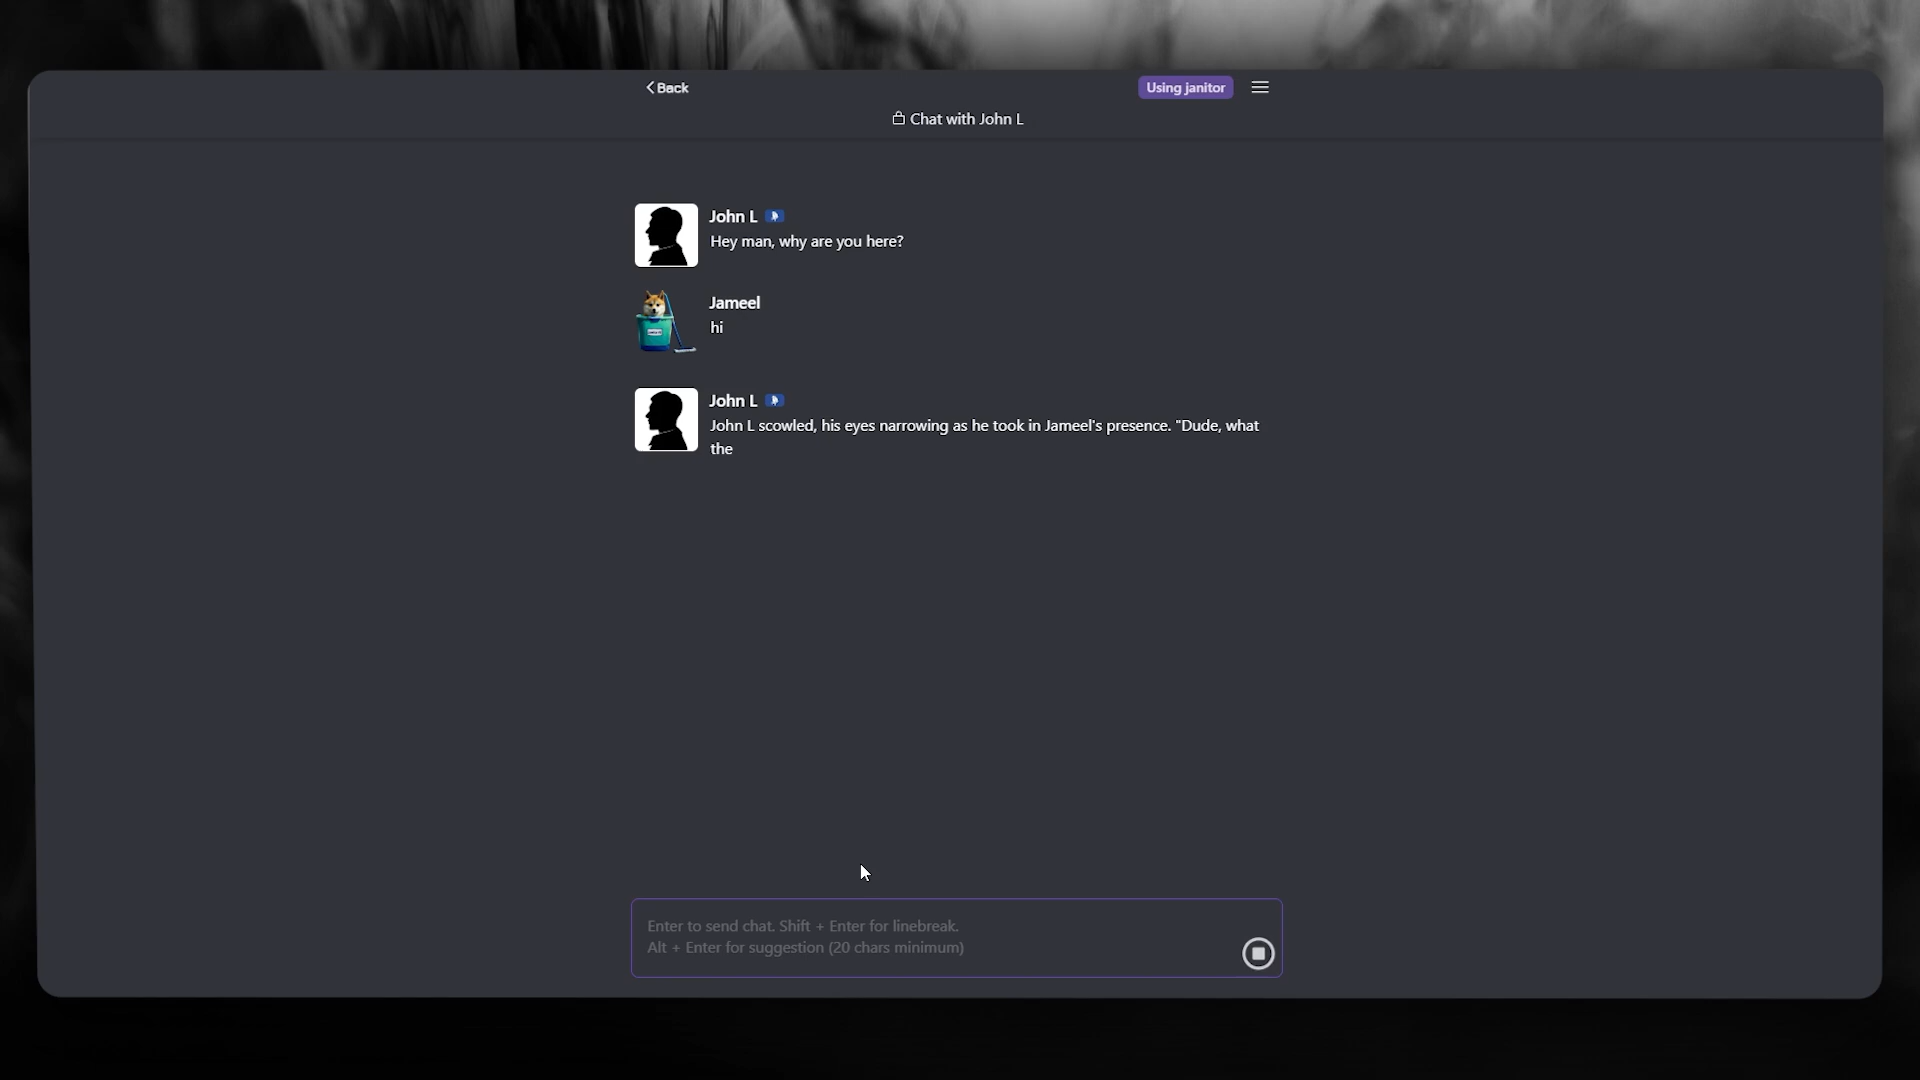 Back
Using janitor
Chat with John L
John L
Hey man, why are you here?
Jameel
hi
John L
John L scowled, his eyes narrowing as he took in Jameel's presence. "Dude, what
the
Enter to send chat. Shift + Enter for linebreak.
Alt + Enter for suggestion (20 chars minimum)